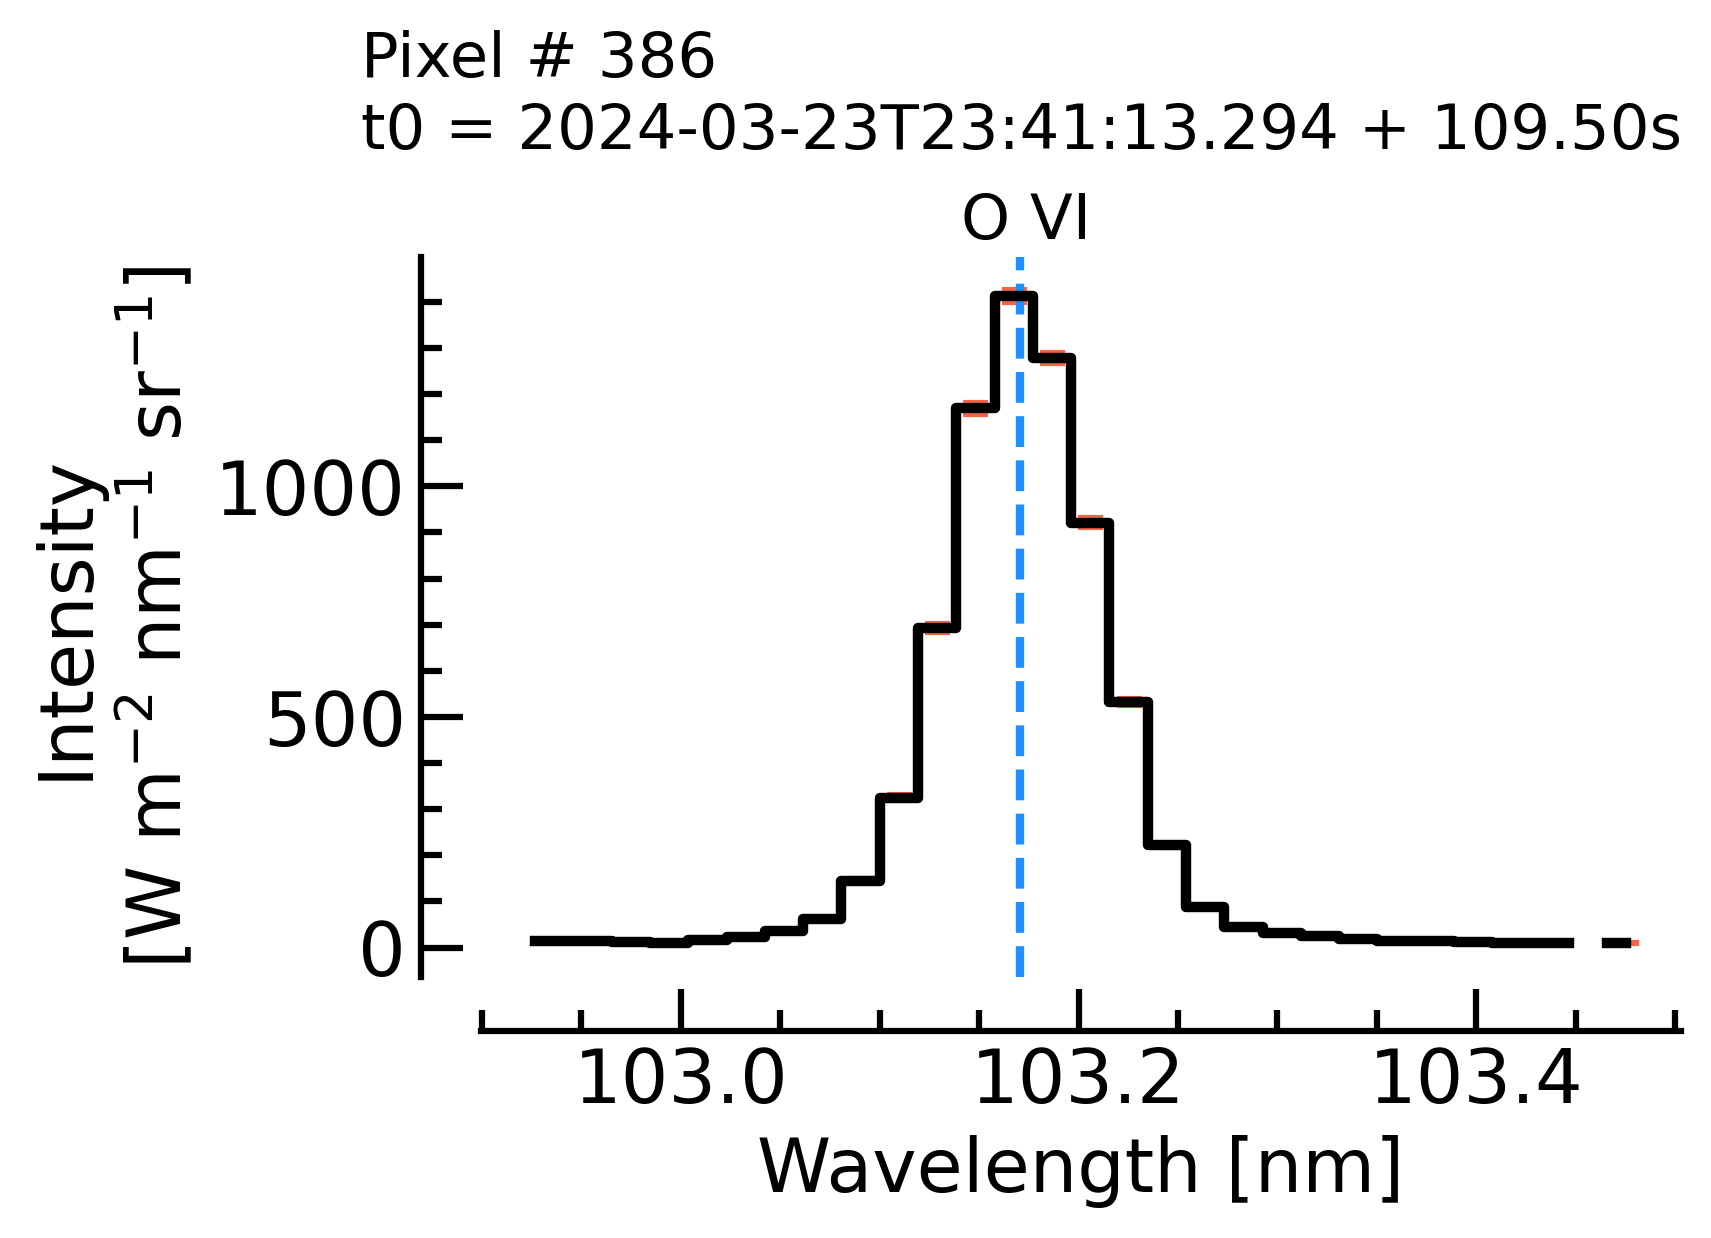 Pixel # 386
t0 = 2024-03-23T23:41:13.294 + 109.50s
O VI
Intensity
[W m⁻² nm⁻¹ sr⁻¹]
1000
500
0
103.0 103.2 103.4
Wavelength [nm]